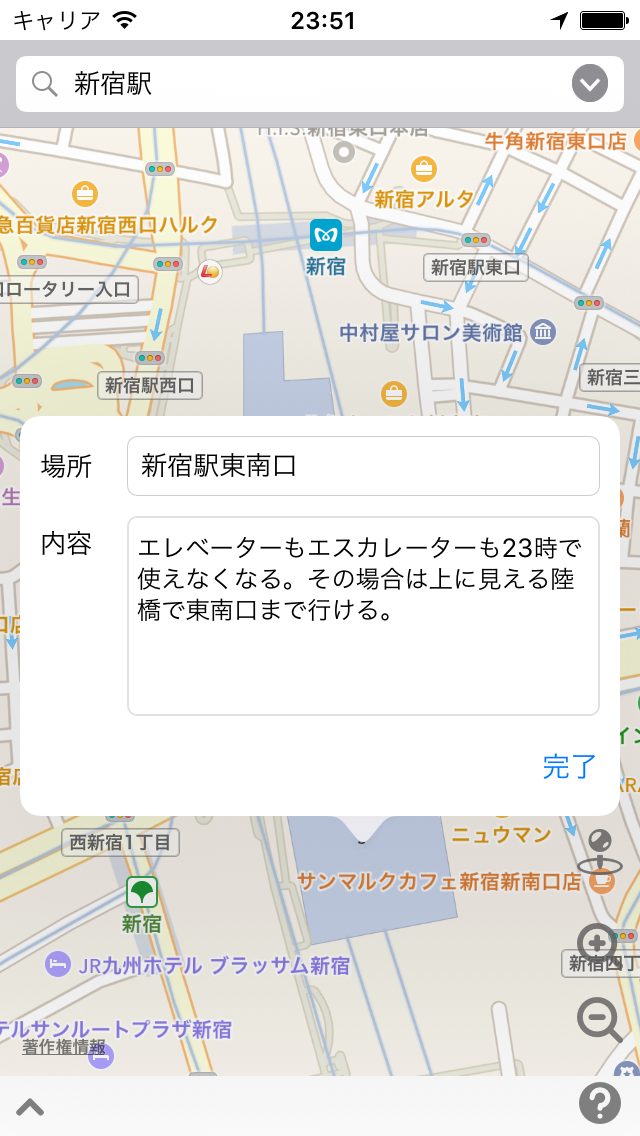 キャリア
23:51
新宿駅
H.I.S.新宿東口本店
牛角新宿東口店
新宿アルタ
急百貨店新宿西口ハルク
新宿
新宿駅東口
ロータリー入口
中村屋サロン美術館
新宿駅西口
新宿三
場所
新宿駅東南口
内容
エレベーターもエスカレーターも23時で
使えなくなる。その場合は上に見える陸
橋で東南口まで行ける。
完了
西新宿1丁目
ニュウマン
サンマルクカフェ新宿新南口店
新宿
JR九州ホテル ブラッサム新宿
新宿四丁
テルサンルートプラザ新宿
著作権情報